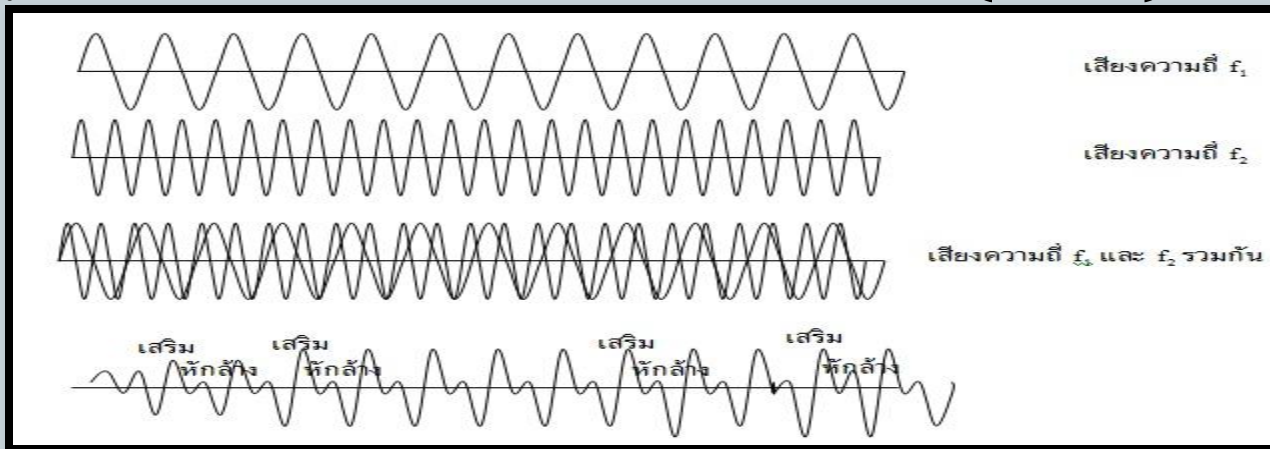 เสียงความถี่ f₁
เสียงความถี่ f₂
เสียงความถี่ f₁ และ f₂ รวมกัน
เสริม เสริม เสริม เสริม
หักล้าง หักล้าง หักล้าง หักล้าง